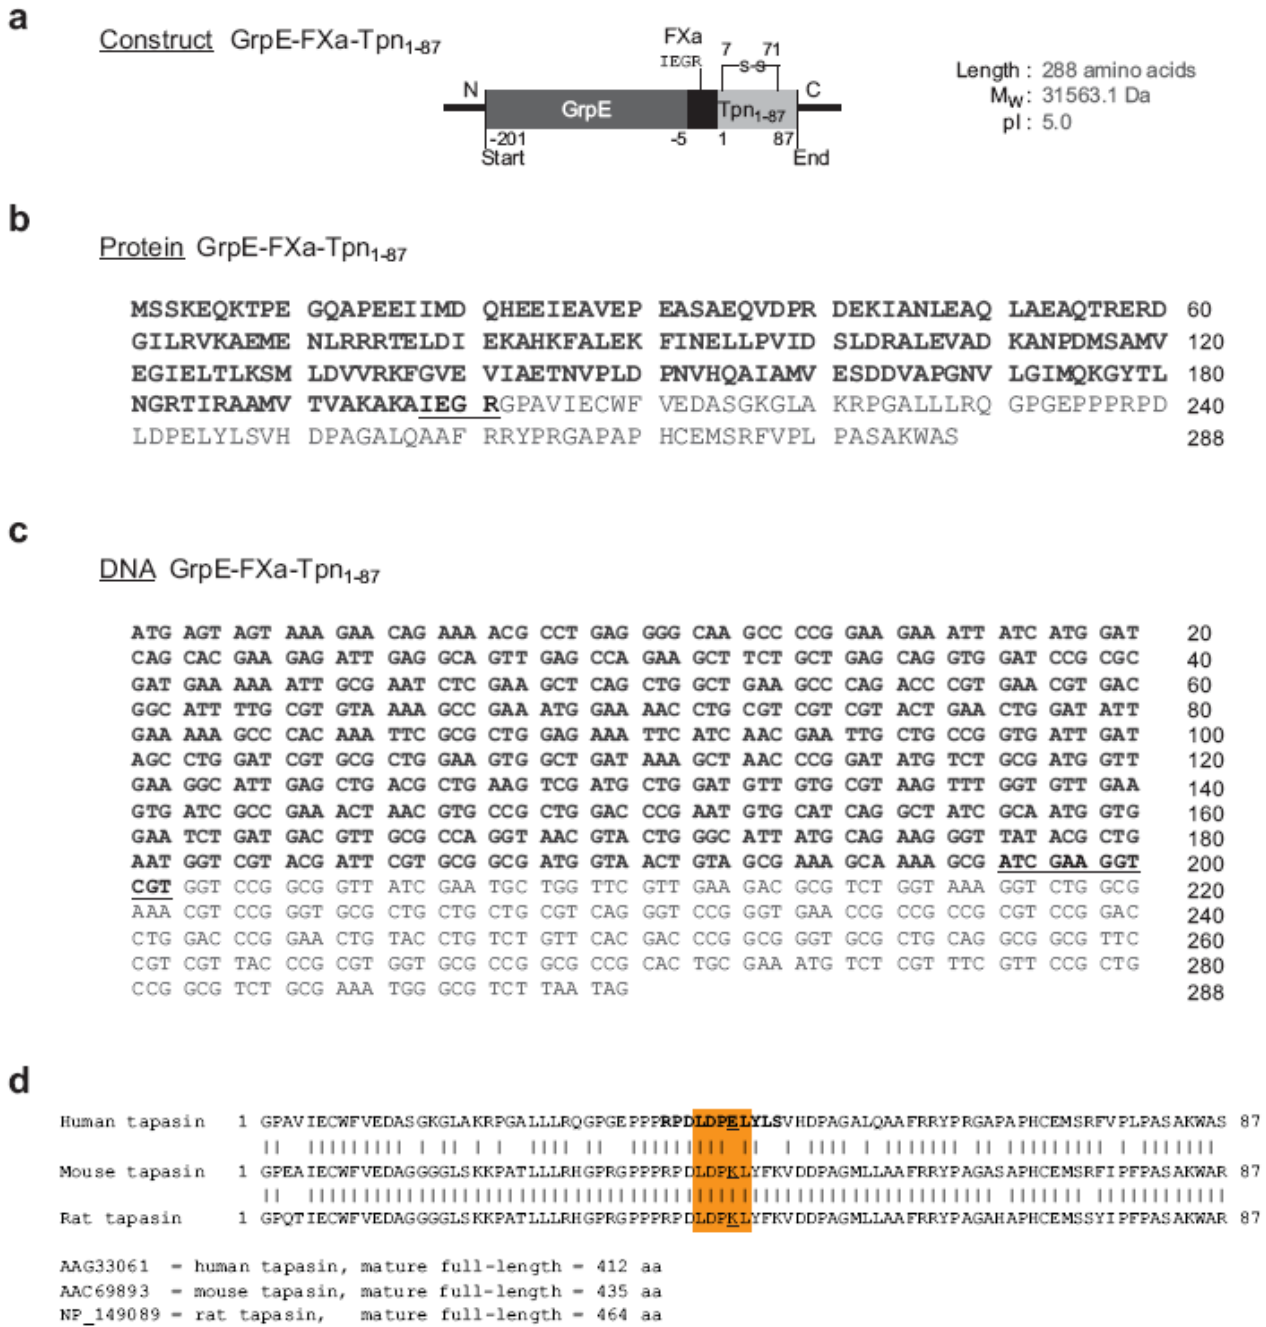 a
Construct GrpE-FXa-Tpn1-87
FXa
IEGR
7 71
s-s
N
GrpE
Tpn1-87
C
-201 -5 1 87
Start End
Length : 288 amino acids
MW: 31563.1 Da
pI : 5.0
b
Protein GrpE-FXa-Tpn1-87
MSSKEQKTPE GQAPEEIIMD QHEEIEAVEP EASAEQVDPR DEKIANLEAQ LAEAQTRERD 60
GILRVKAEME NLRRRTELDI EKAHKFALEK FINELLPVID SLDRALEVAD KANPDMSAMV 120
EGIELTLKSM LDVVRKFGVE VIAETNVPLD PNVHQAIAMV ESDDVAPGNV LGIMQKGYTL 180
NGRTIRAAMV TVAKAKAIEG RGPAVIECWF VEDASGKGLA KRPGALLLRQ GPGEPPPRPD 240
LDPELYLSVH DPAGALQAAF RRYPRGAPAP HCEMSRFVPL PASAKWAS 288
c
DNA GrpE-FXa-Tpn1-87
ATG AGT AGT AAA GAA CAG AAA ACG CCT GAG GGG CAA GCC CCG GAA GAA ATT ATC ATG GAT 20
CAG CAC GAA GAG ATT GAG GCA GTT GAG CCA GAA GCT TCT GCT GAG CAG GTG GAT CCG CGC 40
GAT GAA AAA ATT GCG AAT CTC GAA GCT CAG CTG GCT GAA GCC CAG ACC CGT GAA CGT GAC 60
GGC ATT TTG CGT GTA AAA GCC GAA ATG GAA AAC CTG CGT CGT CGT ACT GAA CTG GAT ATT 80
GAA AAA GCC CAC AAA TTC GCG CTG GAG AAA TTC ATC AAC GAA TTG CTG CCG GTG ATT GAT 100
AGC CTG GAT CGT GCG CTG GAA GTG GCT GAT AAA GCT AAC CCG GAT ATG TCT GCG ATG GTT 120
GAA GGC ATT GAG CTG ACG CTG AAG TCG ATG CTG GAT GTT GTG CGT AAG TTT GGT GTT GAA 140
GTG ATC GCC GAA ACT AAC GTG CCG CTG GAC CCG AAT GTG CAT CAG GCT ATC GCA ATG GTG 160
GAA TCT GAT GAC GTT GCG CCA GGT AAC GTA CTG GGC ATT ATG CAG AAG GGT TAT ACG CTG 180
AAT GGT CGT ACG ATT CGT GCG GCG ATG GTA ACT GTA GCG AAA GCA AAA GCG ATC GAA GGT 200
CGT GGT CCG GCG GTT ATC GAA TGC TGG TTC GTT GAA GAC GCG TCT GGT AAA GGT CTG GCG 220
AAA CGT CCG GGT GCG CTG CTG CTG CGT CAG GGT CCG GGT GAA CCG CCG CCG CGT CCG GAC 240
CTG GAC CCG GAA CTG TAC CTG TCT GTT CAC GAC CCG GCG GGT GCG CTG CAG GCG GCG TTC 260
CGT CGT TAC CCG CGT GGT GCG CCG GCG CCG CAC TGC GAA ATG TCT CGT TTC GTT CCG CTG 280
CCG GCG TCT GCG AAA TGG GCG TCT TAA TAG 288
d
Human tapasin 1 GPAVIECWFVEDASGKGLAKRPGALLLRQGPGEPPPRPDLDPELYLSVHDPAGALQAAFRRYPRGAPAPHCEMSRFVPLPASAKWAS 87
Mouse tapasin 1 GPEAIECWFVEDAGGGGLSKKPATLLLRHGPRGPPPRPDLDPKLYFKVDDPAGMLLAAFRRYPAGASAPHCEMSRFIPFPASAKWAR 87
Rat tapasin 1 GPQTIECWFVEDAGGGGLSKKPATLLLRHGPRGPPPRPDLDPKLYFKVDDPAGMLLAAFRRYPAGAHAPHCEMSSYIPFPASAKWAR 87
AAG33061 = human tapasin, mature full-length = 412 aa
AAC69893 = mouse tapasin, mature full-length = 435 aa
NP_149089 = rat tapasin, mature full-length = 464 aa